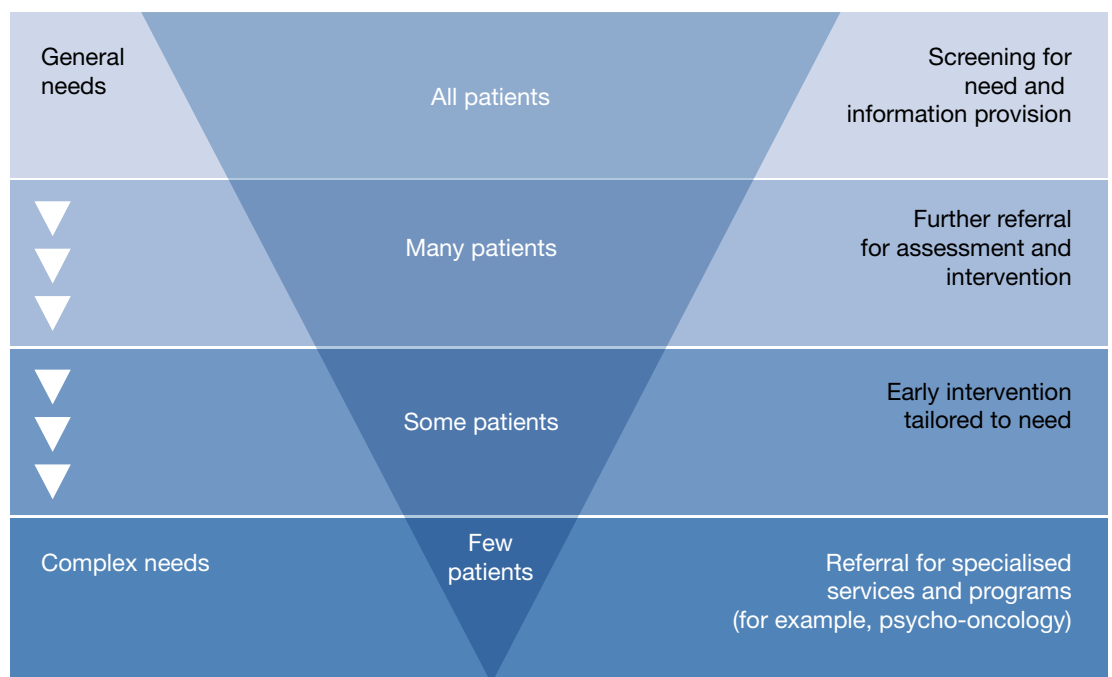 General
needs
All patients
Screening for
need and
information provision
Many patients
Further referral
for assessment and
intervention
Some patients
Early intervention
tailored to need
Complex needs
Few
patients
Referral for specialised
services and programs
(for example, psycho-oncology)